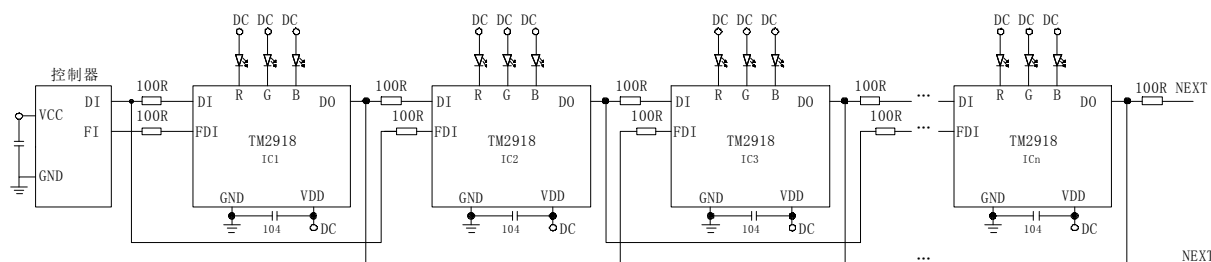 DC DC DC DC DC DC DC DC DC DC DC DC
控制器
100R 100R 100R 100R 100R NEXT
DI DI R G B DO DI R G B DO DI R G B DO ... DI R G B DO
VCC
FI 100R FDI 100R FDI 100R FDI 100R ... FDI
TM2918 TM2918 TM2918 TM2918
IC1 IC2 IC3 ICn
GND GND VDD GND VDD GND VDD GND VDD
104 DC 104 DC 104 DC 104 DC
... NEXT